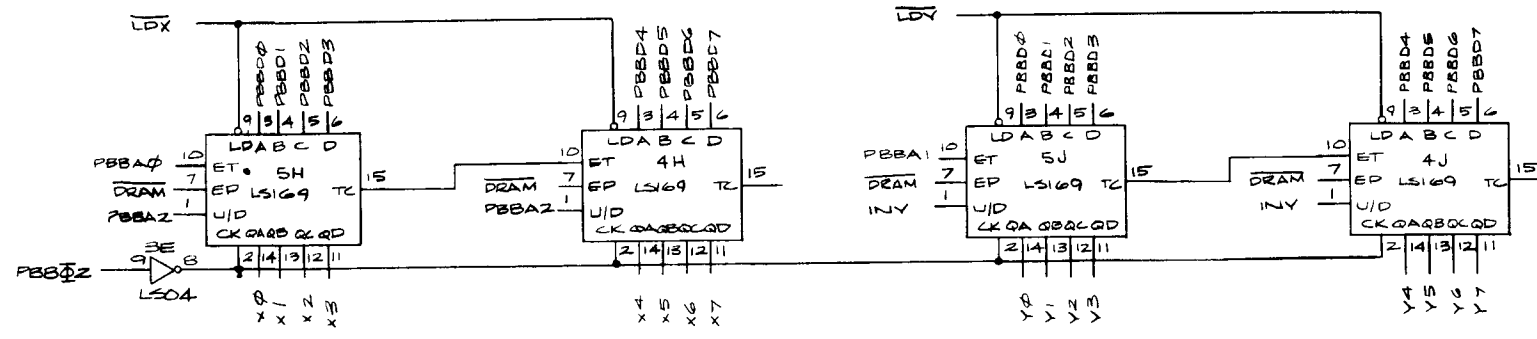 LDX
LDY
PBBD0 PBBD1 PBBD2 PBBD3
PBBD4 PBBD5 PBBD6 PBBD7
PBBD0 PBBD1 PBBD2 PBBD3
PBBD4 PBBD5 PBBD6 PBBD7
9 3 4 5 6
LD A B C D
PBBA0 10 ET
5H
DRAM 7 EP
LS169
15
PBBA2 1 U/D
CK QA QB QC QD
2 14 13 12 11
X0 X1 X2 X3
9 3 4 5 6
LD A B C D
10 ET
4H
DRAM 7 EP
LS169 TC
15
PBBA2 1 U/D
CK QA QB QC QD
2 14 13 12 11
X4 X5 X6 X7
9 3 4 5 6
LD A B C D
PBBA1 10 ET
5J
DRAM 7 EP
LS169 TC
15
INY 1 U/D
CK QA QB QC QD
2 14 13 12 11
Y0 Y1 Y2 Y3
9 3 4 5 6
LD A B C D
10 ET
4J
DRAM 7 EP
LS169 TC
15
INY 1 U/D
CK QA QB QC QD
2 14 13 12 11
Y4 Y5 Y6 Y7
PBBΦ2
9 3E 8
LS04